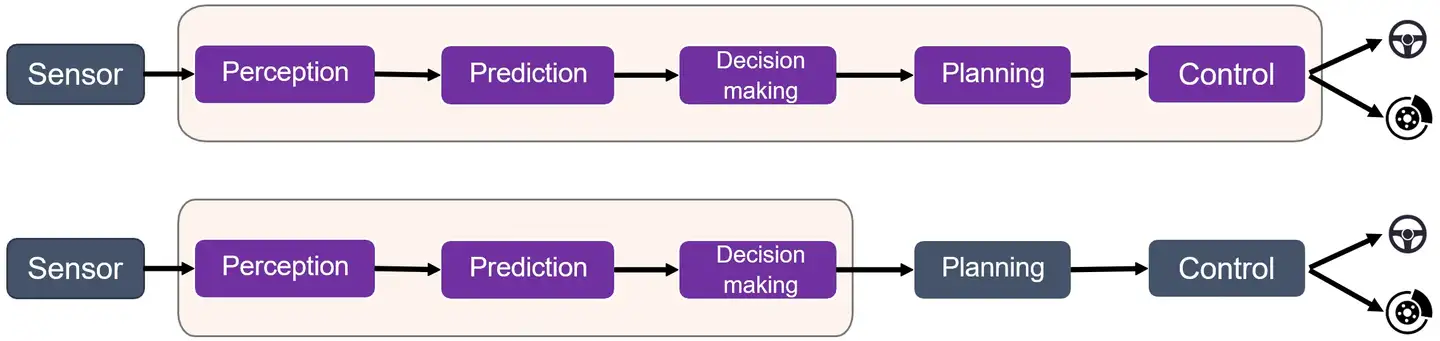 Sensor
Perception
Prediction
Decision
making
Planning
Control
Sensor
Perception
Prediction
Decision
making
Planning
Control